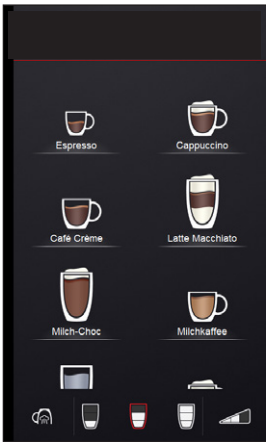 Espresso
Cappuccino
Café Crème
Latte Macchiato
Milch-Choc
Milchkaffee